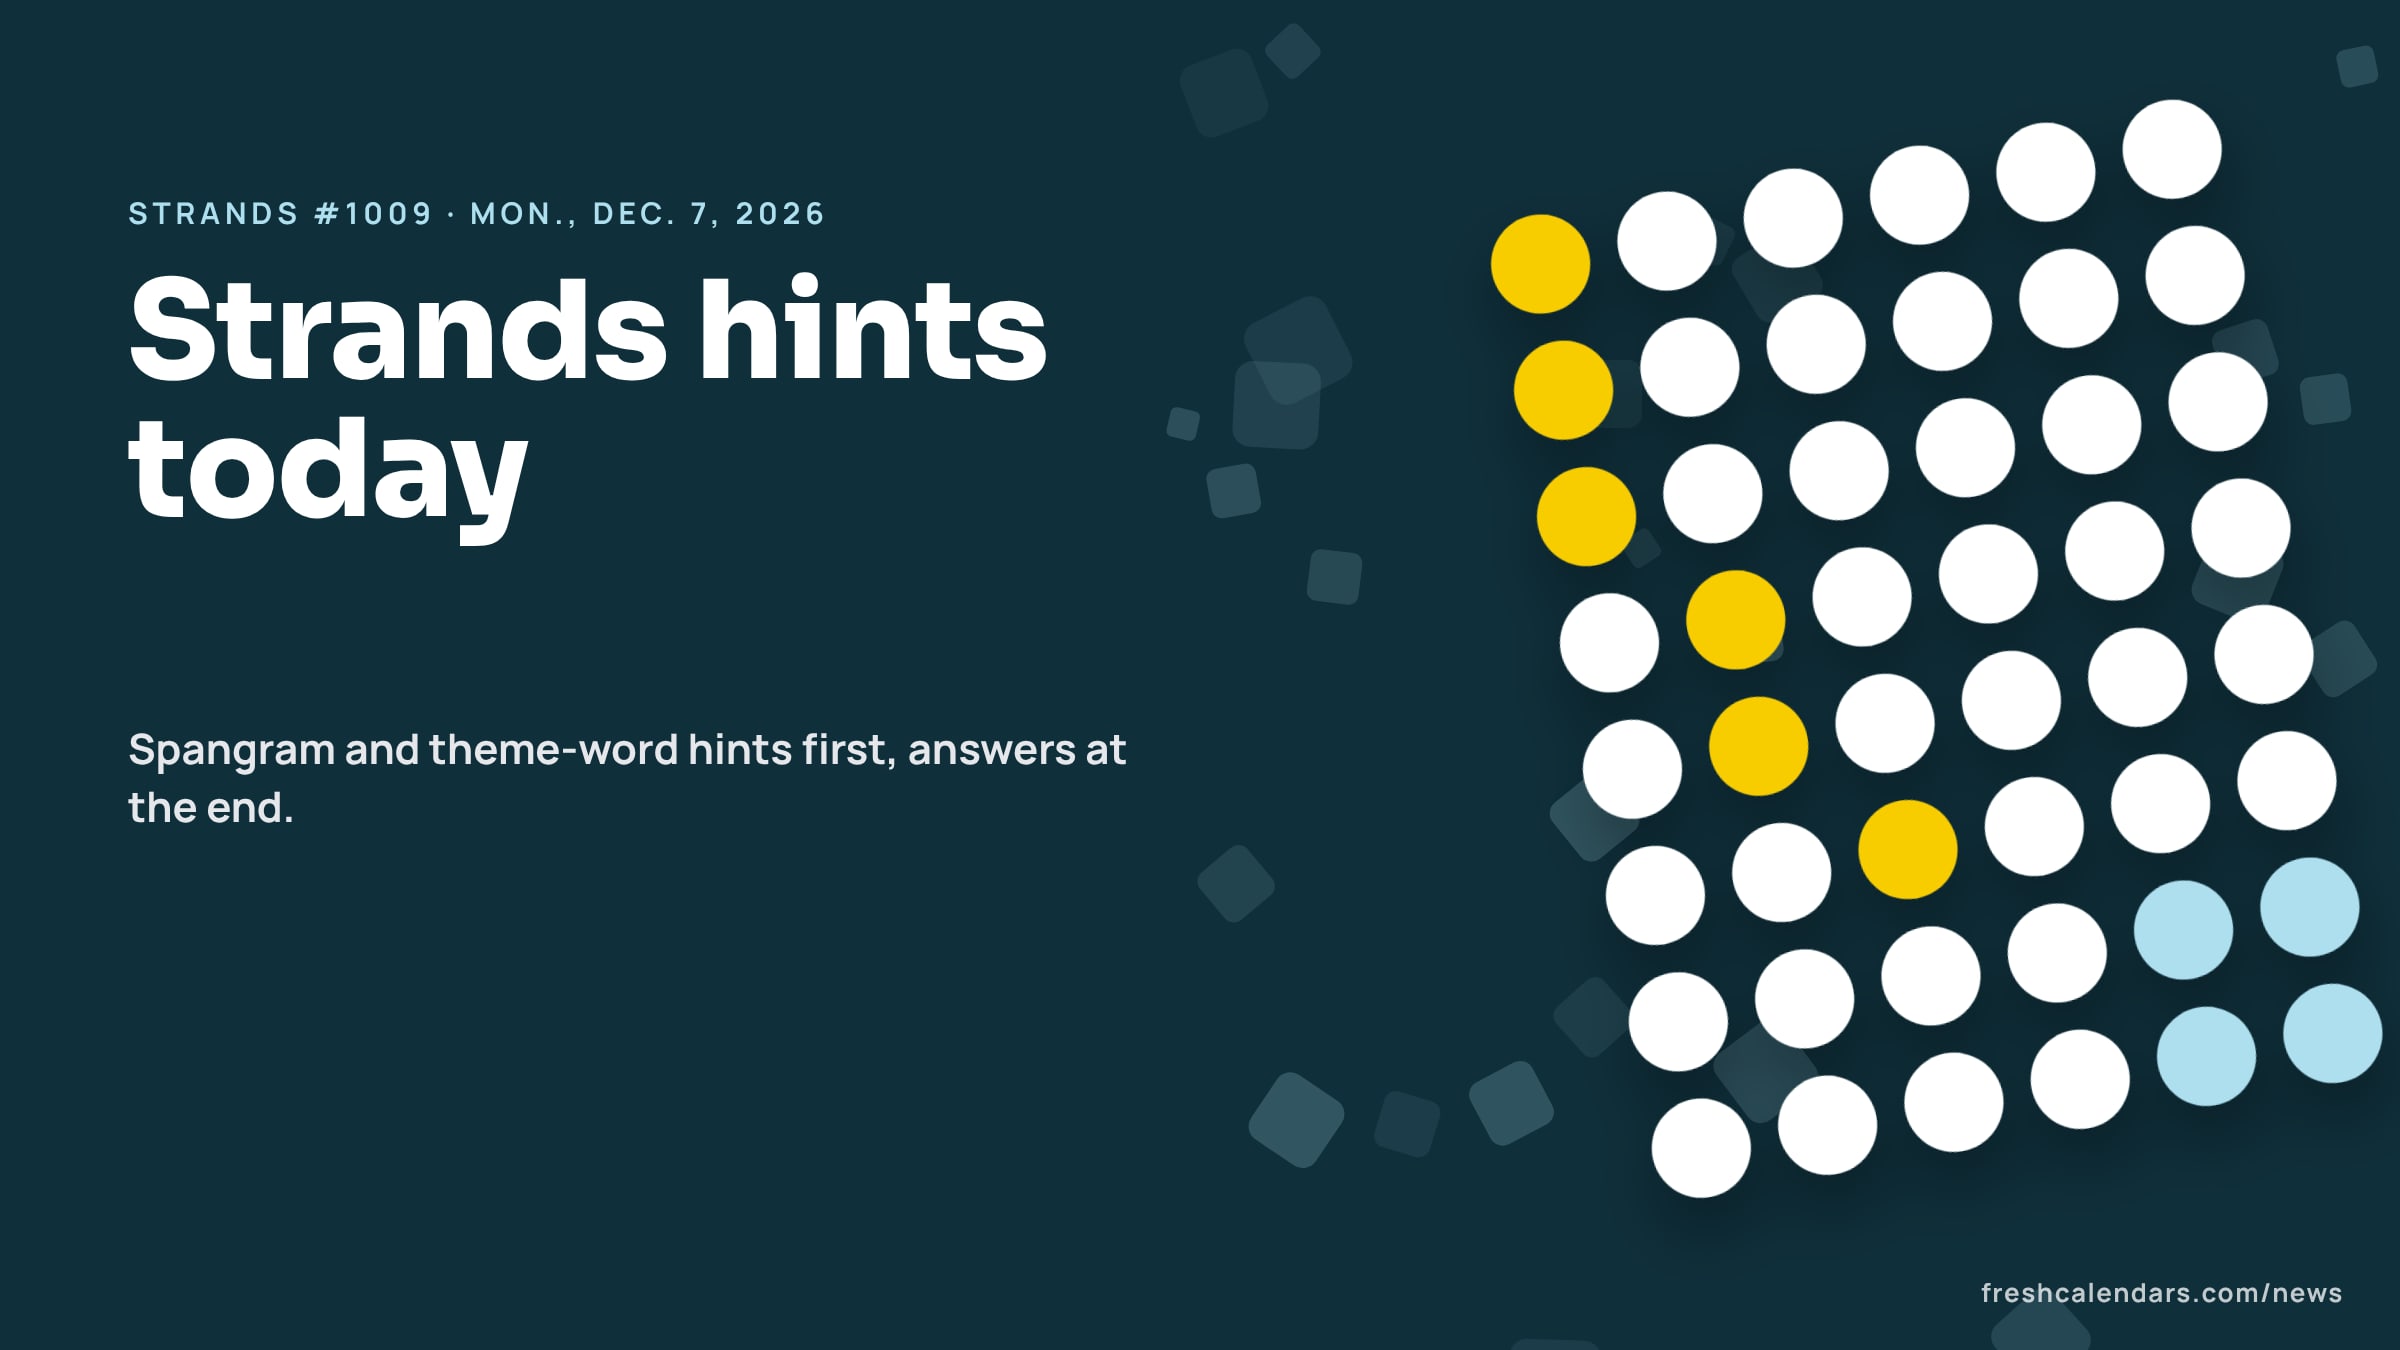 STRANDS #1009 · MON., DEC. 7, 2026
Strands hints
today
Spangram and theme-word hints first, answers at
the end.
freshcalendars.com/news